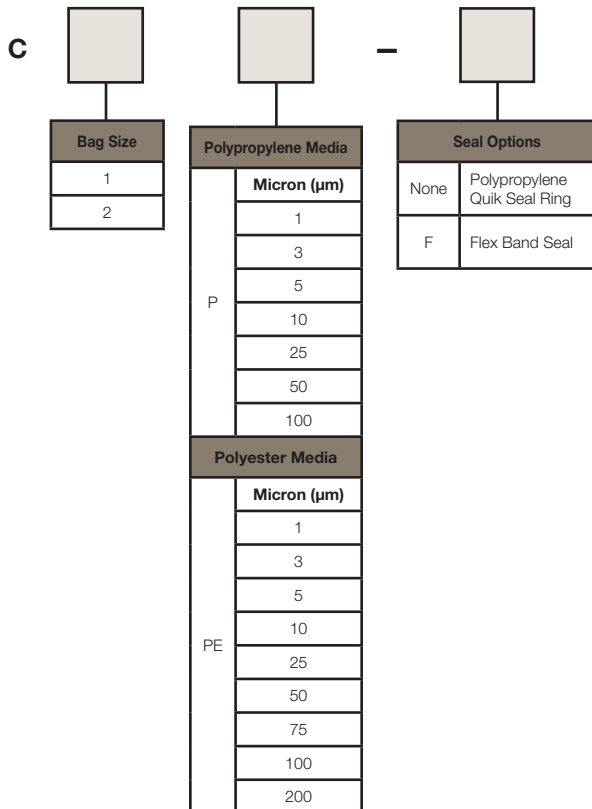 C
–
Bag Size
1
2
Polypropylene Media
P
Micron (µm)
1
3
5
10
25
50
100
Polyester Media
PE
Micron (µm)
1
3
5
10
25
50
75
100
200
Seal Options
None
Polypropylene
Quik Seal Ring
F
Flex Band Seal